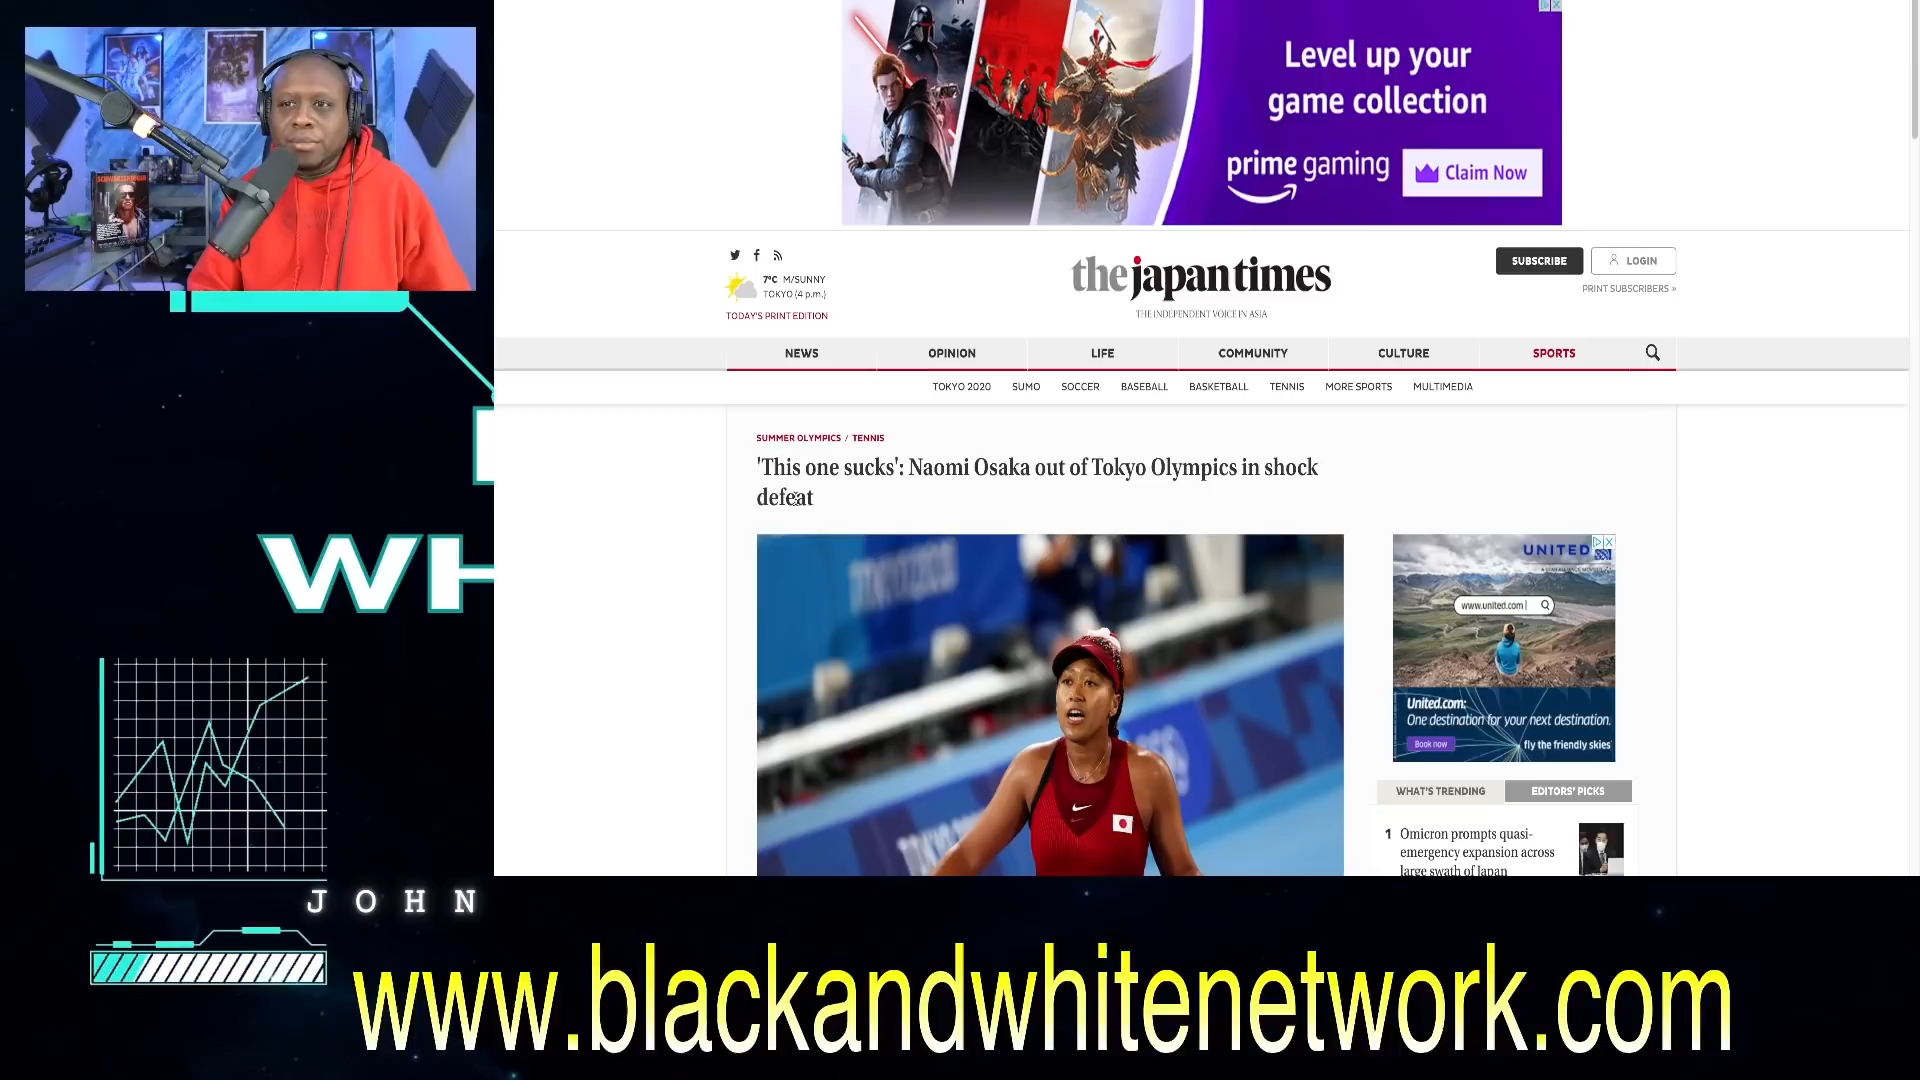 SCHWARZENEGGER
Level up your
game collection
prime gaming
Claim Now
7°C M/SUNNY
TOKYO (4 p.m.)
TODAY'S PRINT EDITION
the japan times
THE INDEPENDENT VOICE IN ASIA
SUBSCRIBE
LOGIN
PRINT SUBSCRIBERS »
NEWS
OPINION
LIFE
COMMUNITY
CULTURE
SPORTS
TOKYO 2020
SUMO
SOCCER
BASEBALL
BASKETBALL
TENNIS
MORE SPORTS
MULTIMEDIA
SUMMER OLYMPICS / TENNIS
'This one sucks': Naomi Osaka out of Tokyo Olympics in shock
defeat
UNITED
www.united.com
United.com:
One destination for your next destination.
Book now
fly the friendly skies
WHAT'S TRENDING
EDITORS' PICKS
1 Omicron prompts quasi-
emergency expansion across
large swath of Japan
WH
JOHN
www.blackandwhitenetwork.com